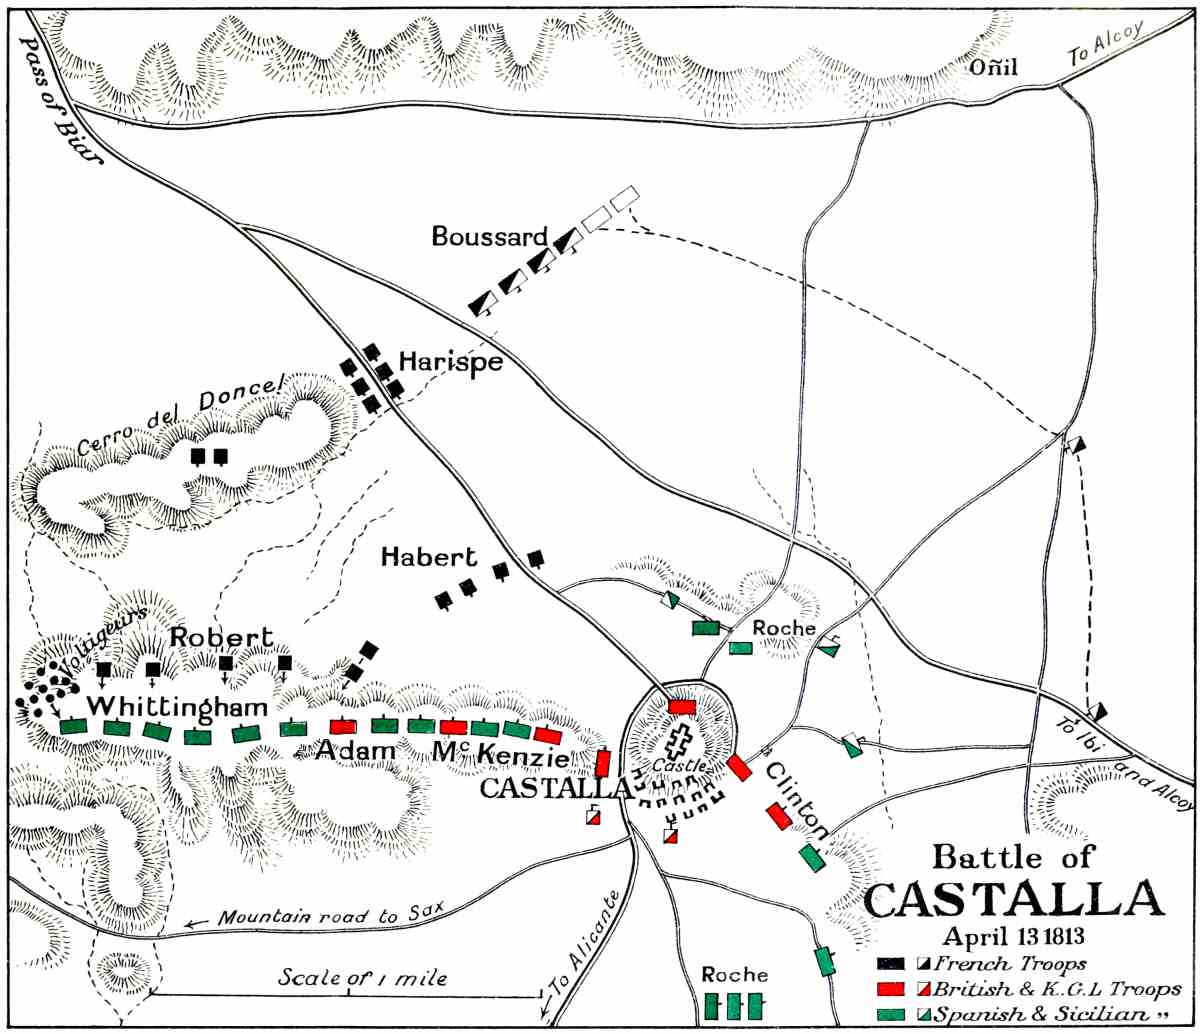 Pass of Biar
Oñil
To Alcoy
Boussard
Harispe
Cerro del Doncel
Habert
Voltigeurs
Robert
Roche
Whittingham
Adam
Mc Kenzie
Castle
CASTALLA
Clinton
To Ibi
and Alcoy
Mountain road to Sax
To Alicante
Scale of 1 mile
Roche
Battle of
CASTALLA
April 13 1813
French Troops
British & K.G.L Troops
Spanish & Sicilian „